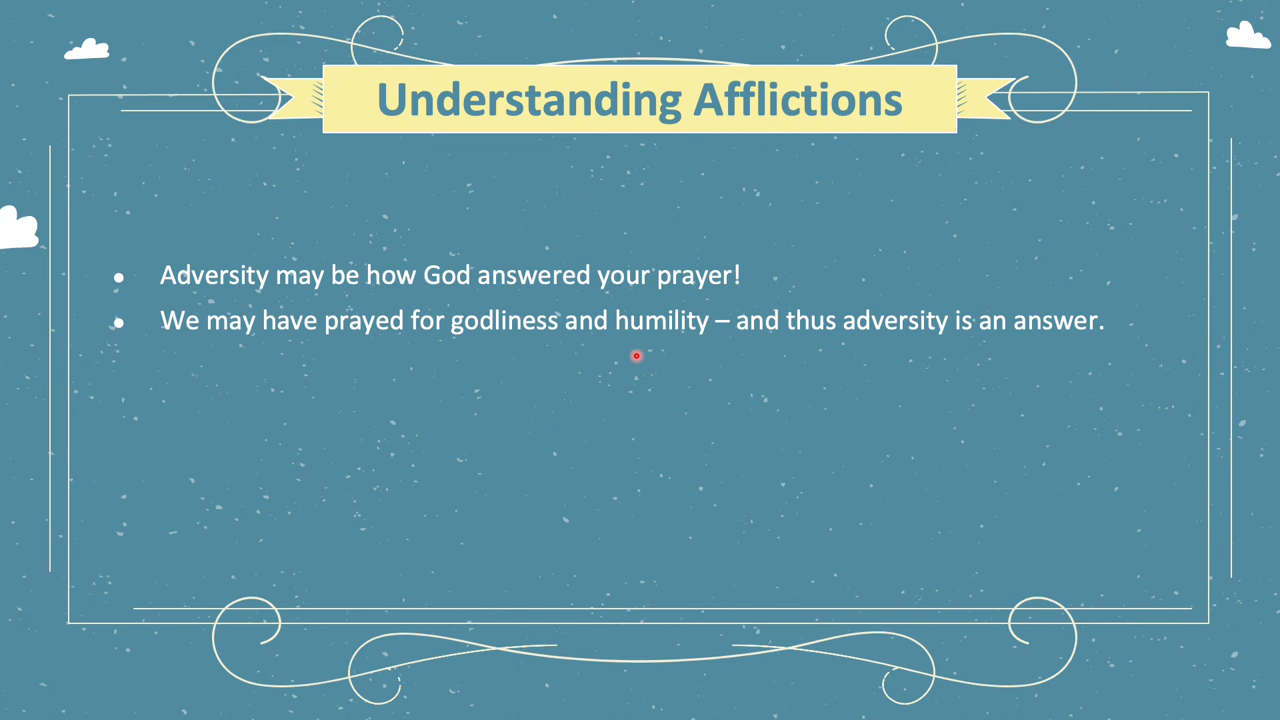 Understanding Afflictions
• Adversity may be how God answered your prayer!
• We may have prayed for godliness and humility – and thus adversity is an answer.